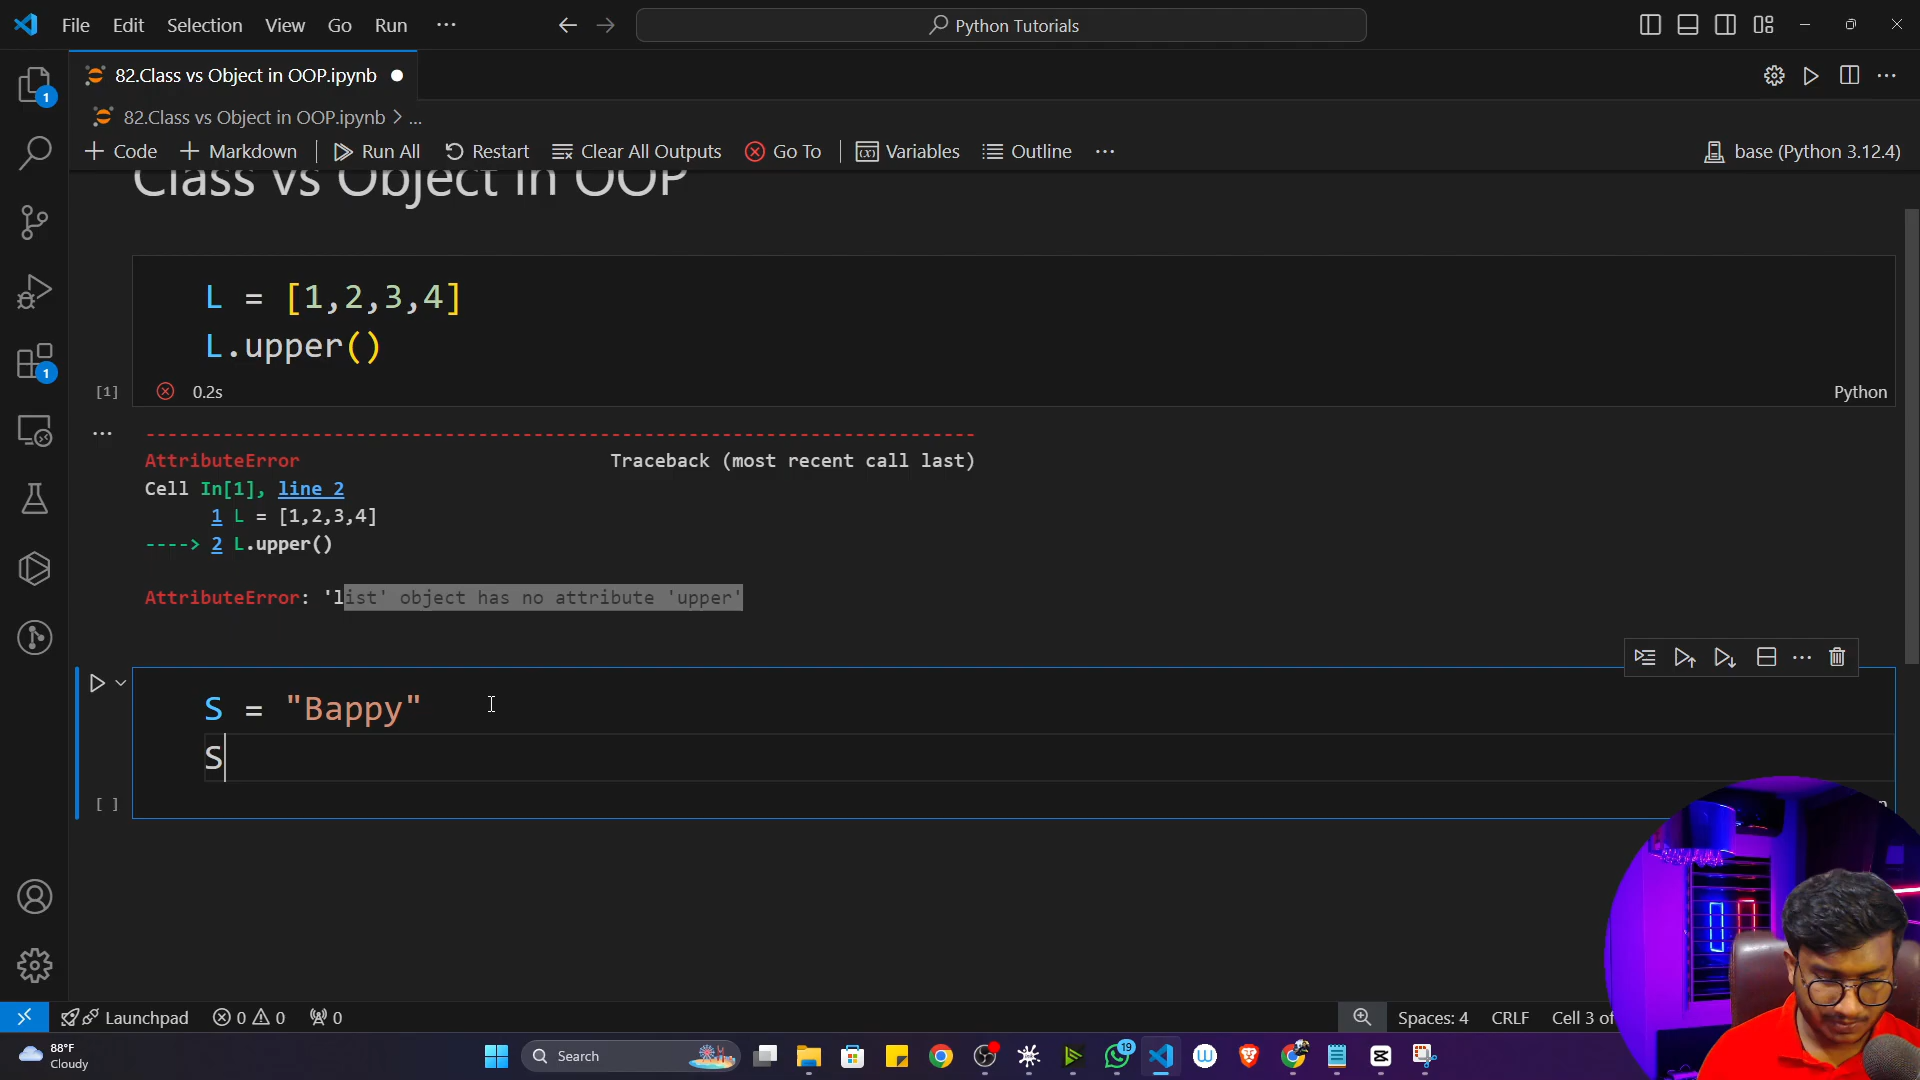 File Edit Selection View Go Run ...
Python Tutorials
82.Class vs Object in OOP.ipynb
82.Class vs Object in OOP.ipynb > ...
Code Markdown Run All Restart Clear All Outputs Go To Variables Outline ... base (Python 3.12.4)
Class vs Object in OOP
L = [1,2,3,4]
L.upper()
[1] 0.2s Python
---------------------------------------------------------------------------
AttributeError Traceback (most recent call last)
Cell In[1], line 2
1 L = [1,2,3,4]
----> 2 L.upper()
AttributeError: 'list' object has no attribute 'upper'
S = "Bappy"
S
[ ]
1
1
Launchpad 0 0 0 Spaces: 4 CRLF Cell 3 of
88°F
Cloudy
Search
19